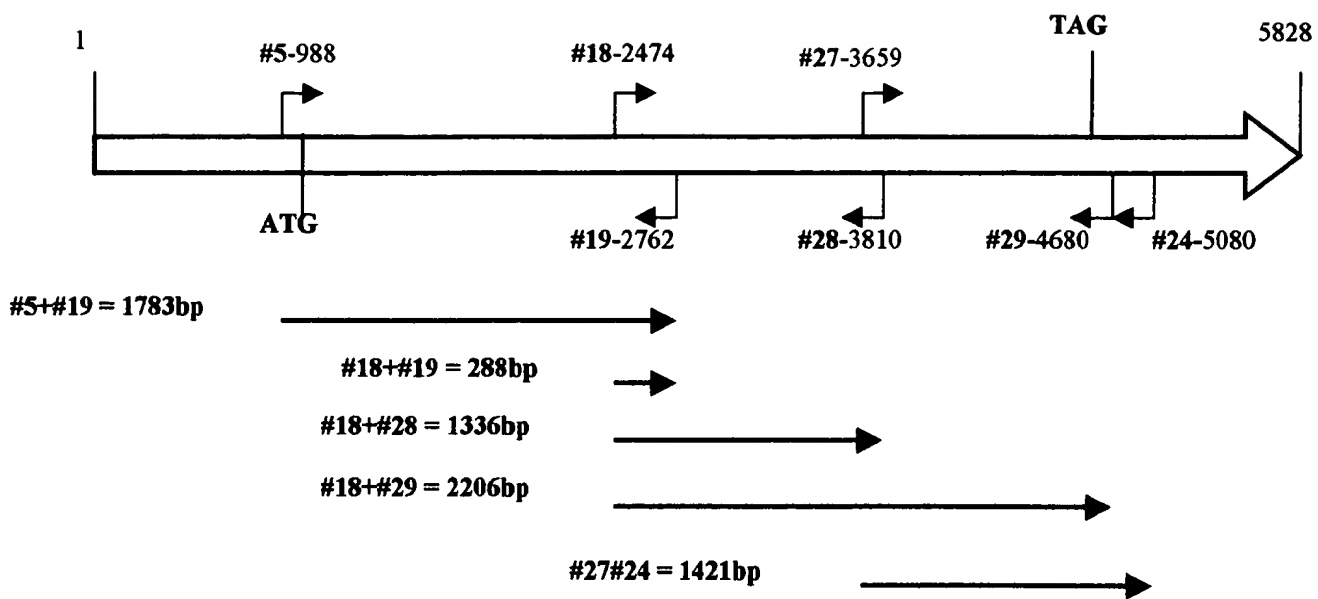 1
#5-988
#18-2474
#27-3659
TAG
5828
ATG
#19-2762
#28-3810
#29-4680
#24-5080
#5+#19 = 1783bp
#18+#19 = 288bp
#18+#28 = 1336bp
#18+#29 = 2206bp
#27#24 = 1421bp